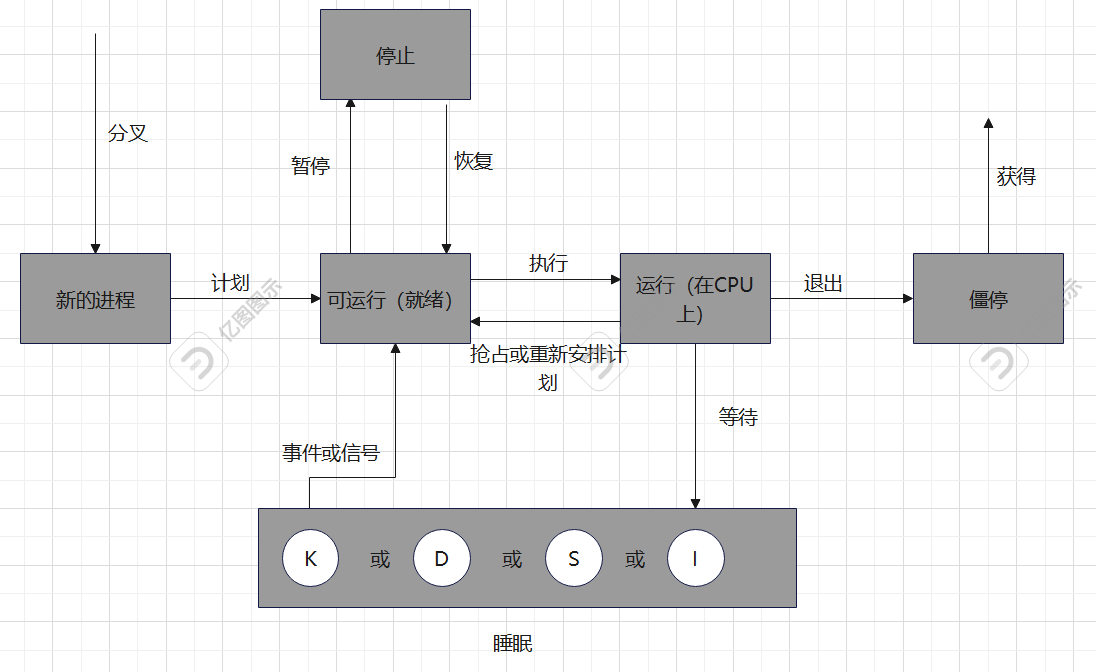 停止
分叉
暂停
恢复
获得
新的进程
计划
可运行（就绪）
执行
运行（在CPU
上）
退出
僵停
抢占或重新安排计
划
等待
事件或信号
K
或
D
或
S
或
I
睡眠
亿图图示
图示